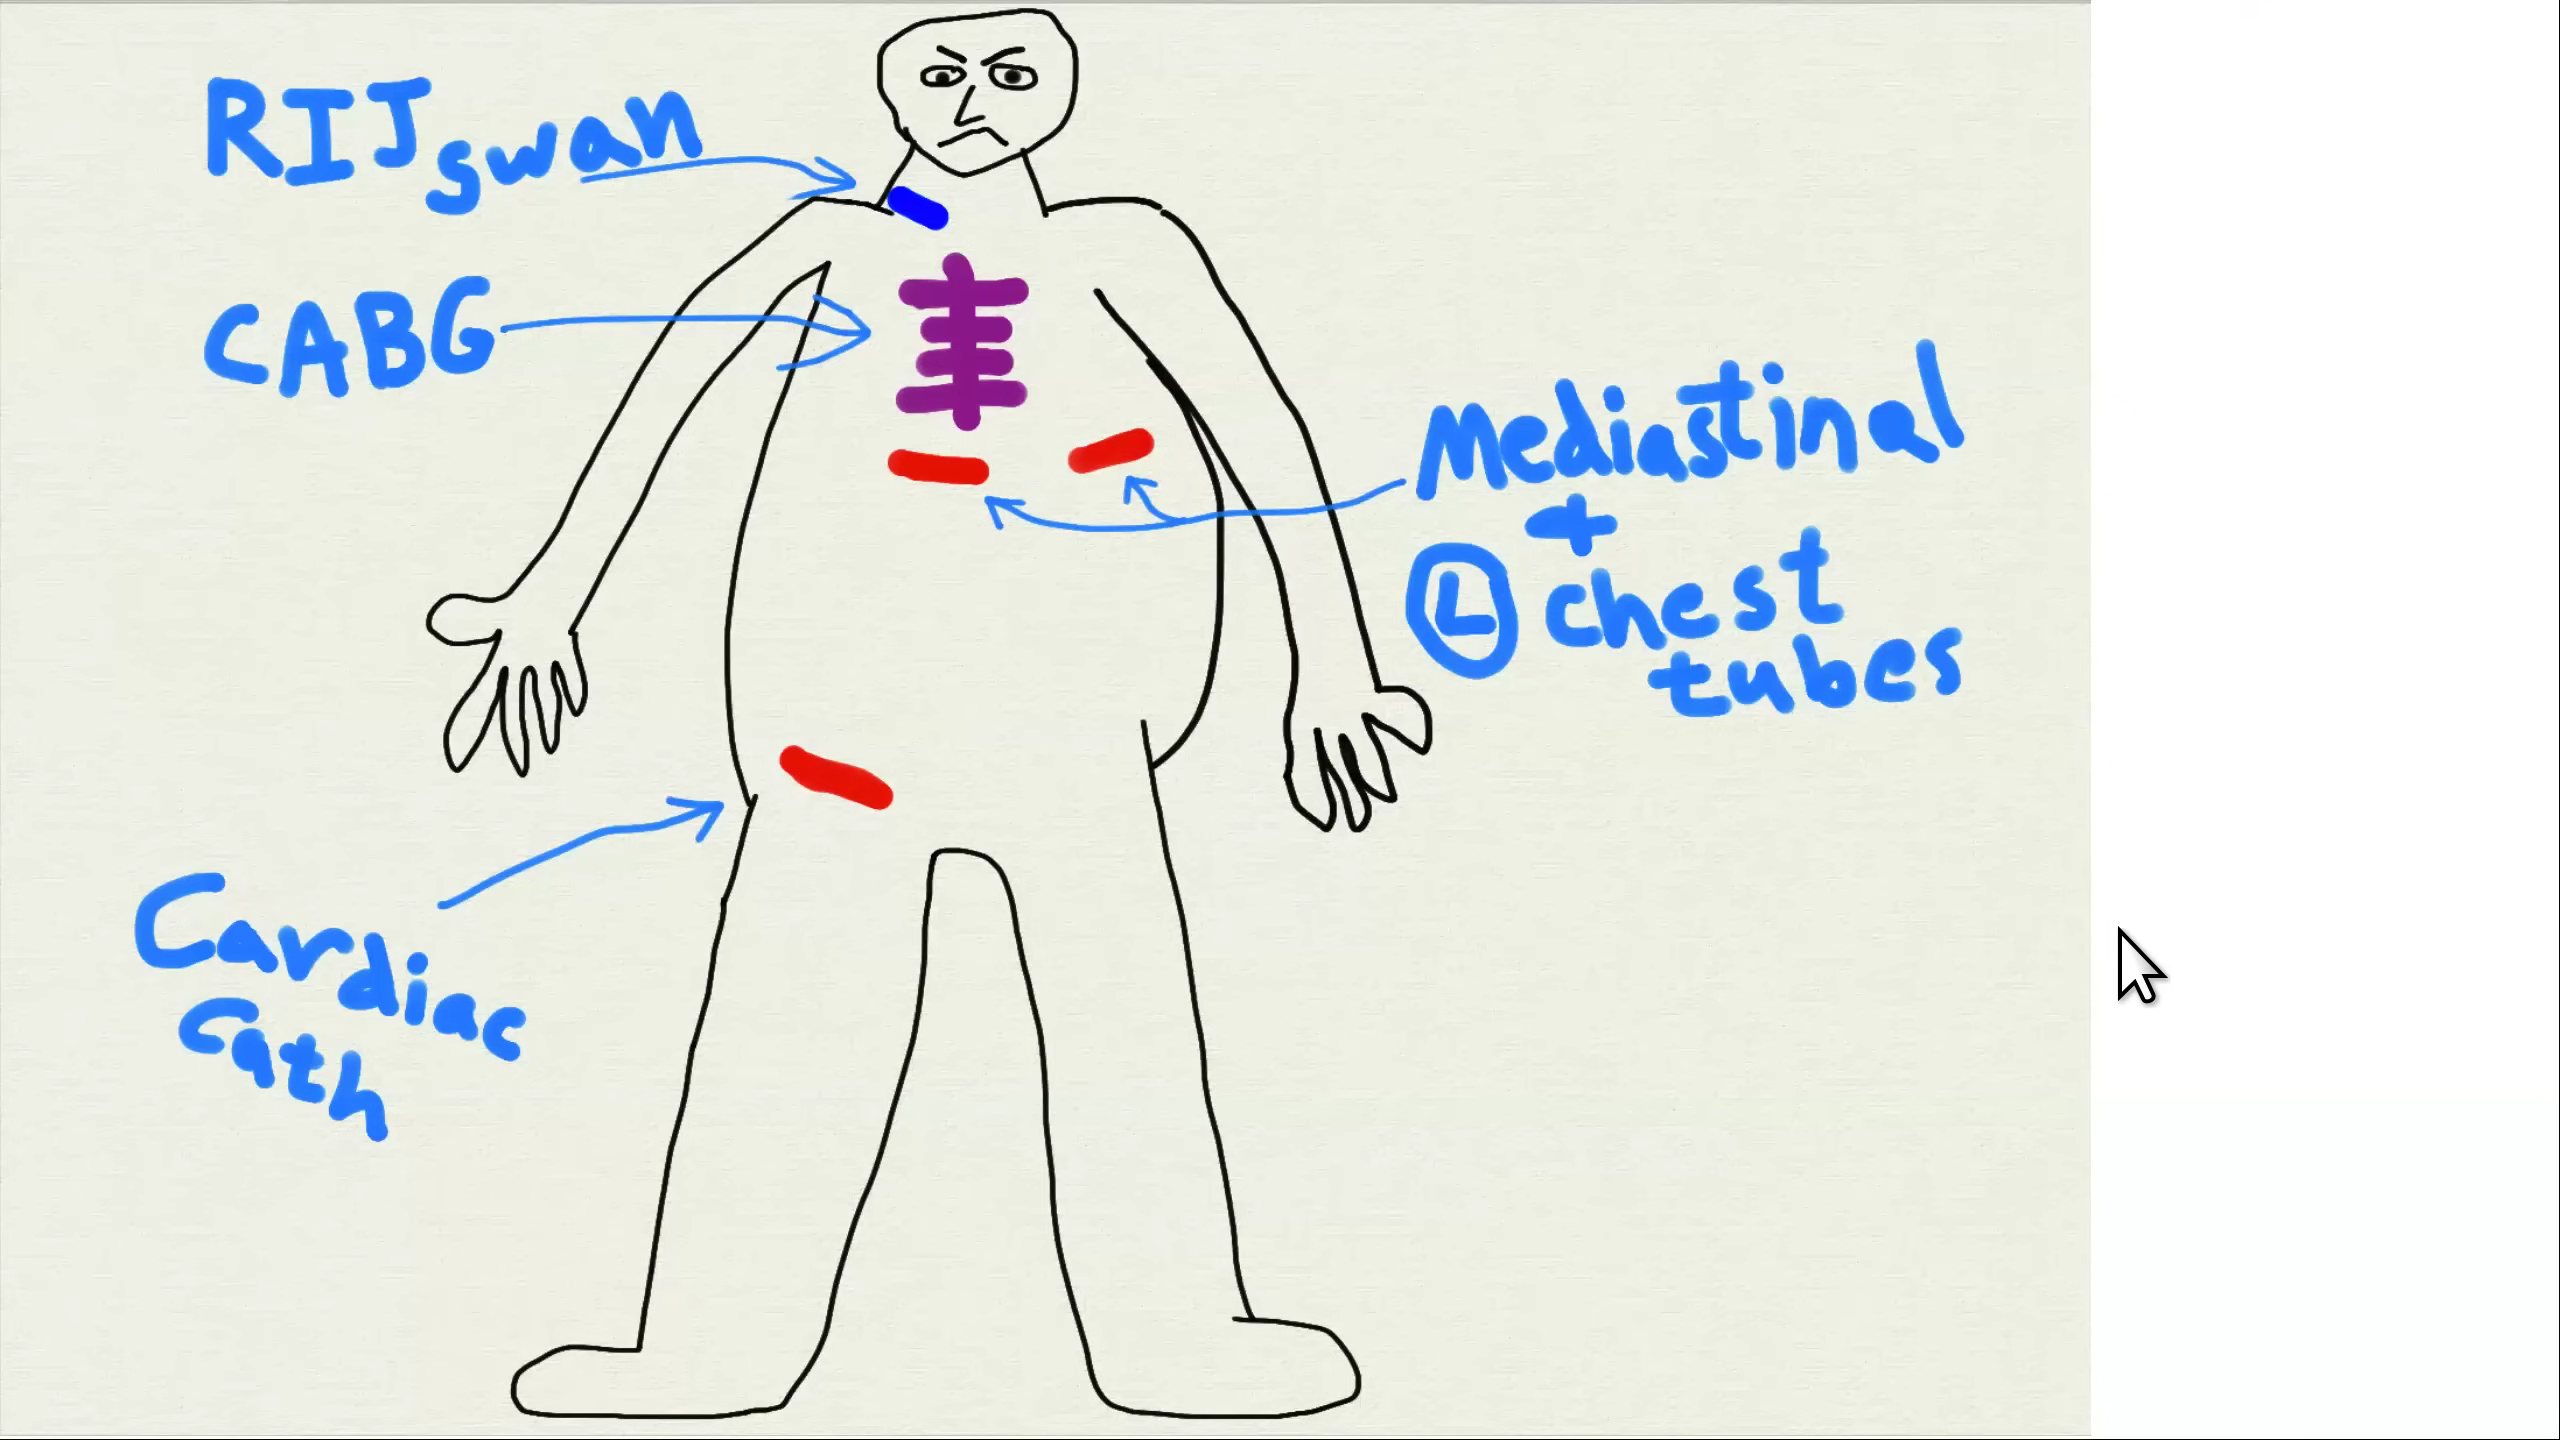 RIJ swan
CABG
Mediastinal
+
L chest
tubes
Cardiac
cath